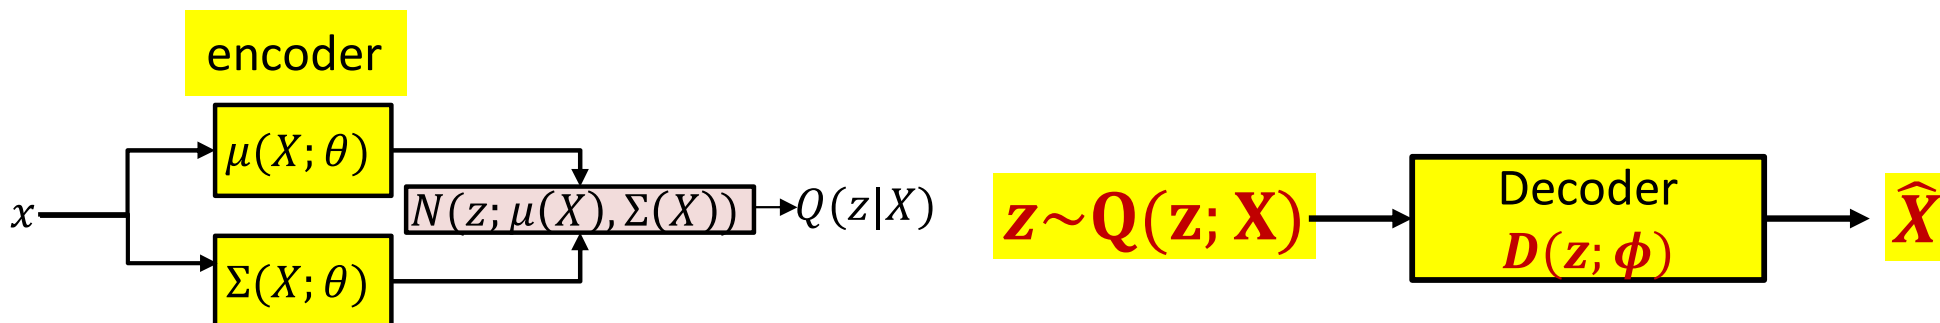 encoder
μ(X; θ)
x
N(z; μ(X), Σ(X))
Q(z|X)
Σ(X; θ)
z~Q(z; X)
Decoder
D(z; ϕ)
X̂